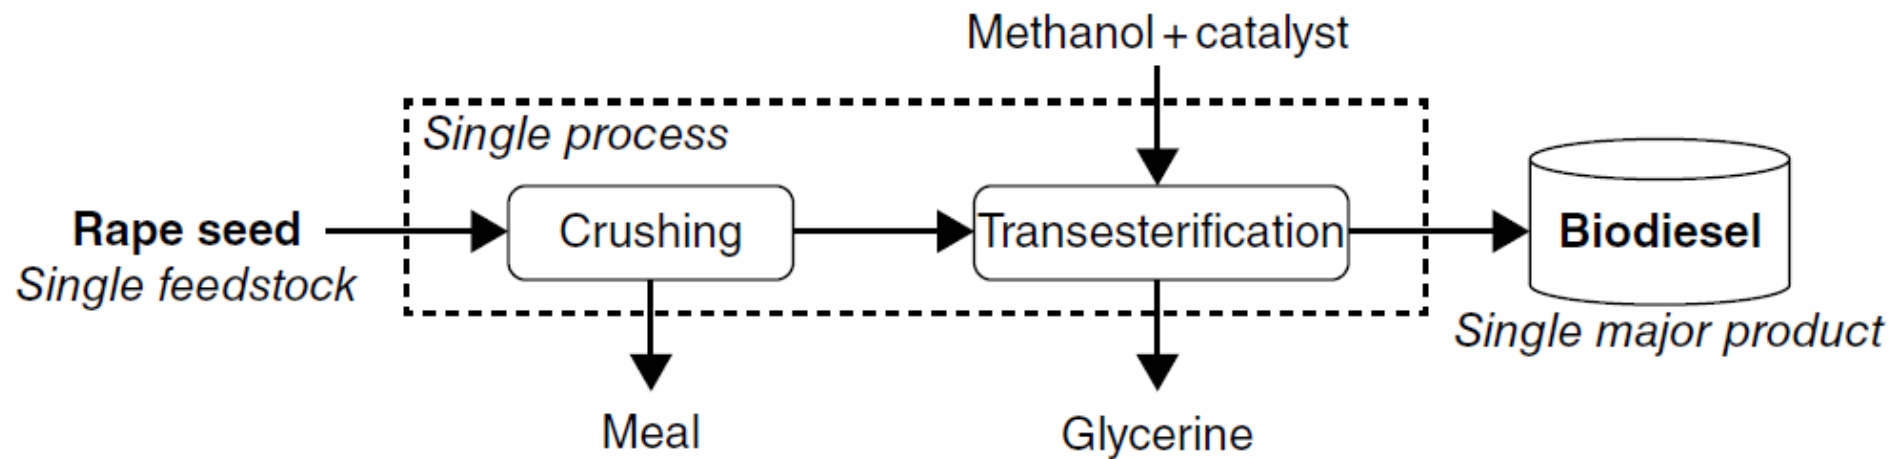 Methanol + catalyst
Single process
Rape seed
Single feedstock
Crushing
Transesterification
Biodiesel
Single major product
Meal
Glycerine